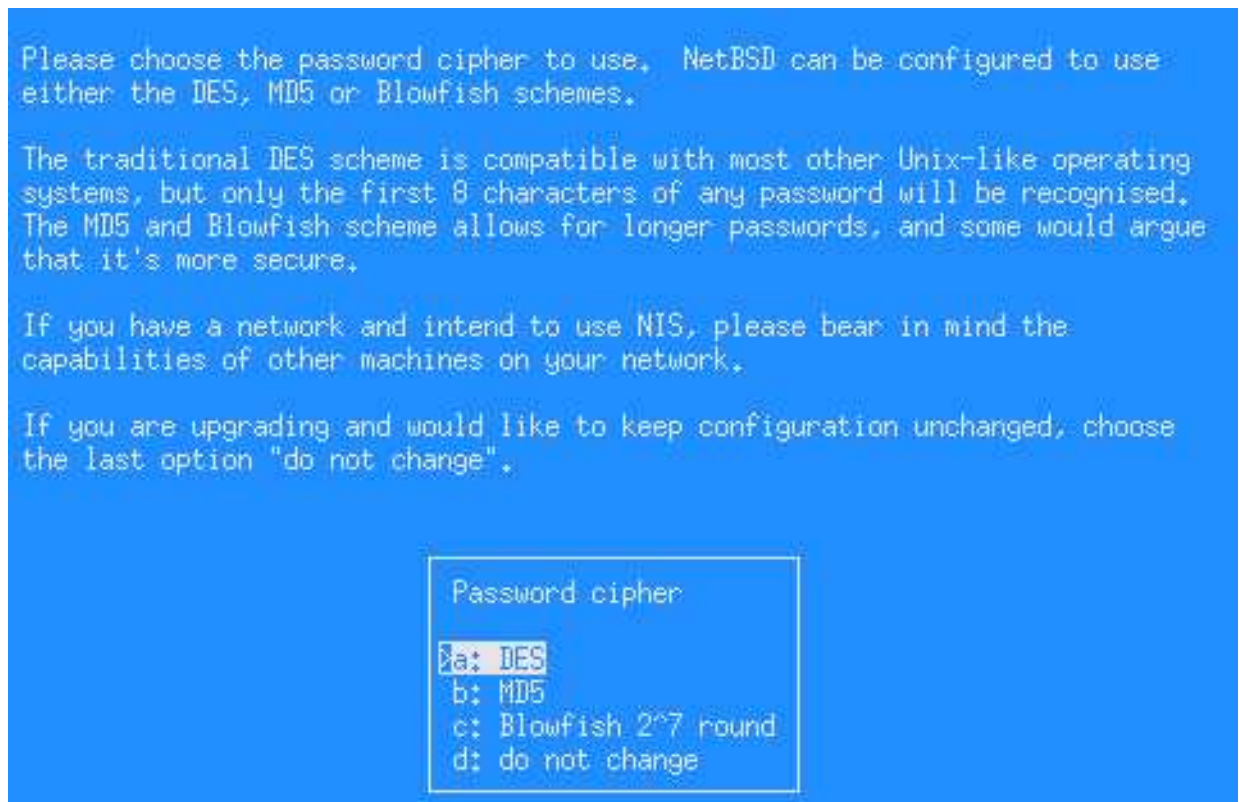 Please choose the password cipher to use.  NetBSD can be configured to use
either the DES, MD5 or Blowfish schemes.
The traditional DES scheme is compatible with most other Unix-like operating
systems, but only the first 8 characters of any password will be recognised.
The MD5 and Blowfish scheme allows for longer passwords, and some would argue
that it's more secure.
If you have a network and intend to use NIS, please bear in mind the
capabilities of other machines on your network.
If you are upgrading and would like to keep configuration unchanged, choose
the last option "do not change".
Password cipher
>a: DES
b: MD5
c: Blowfish 2^7 round
d: do not change